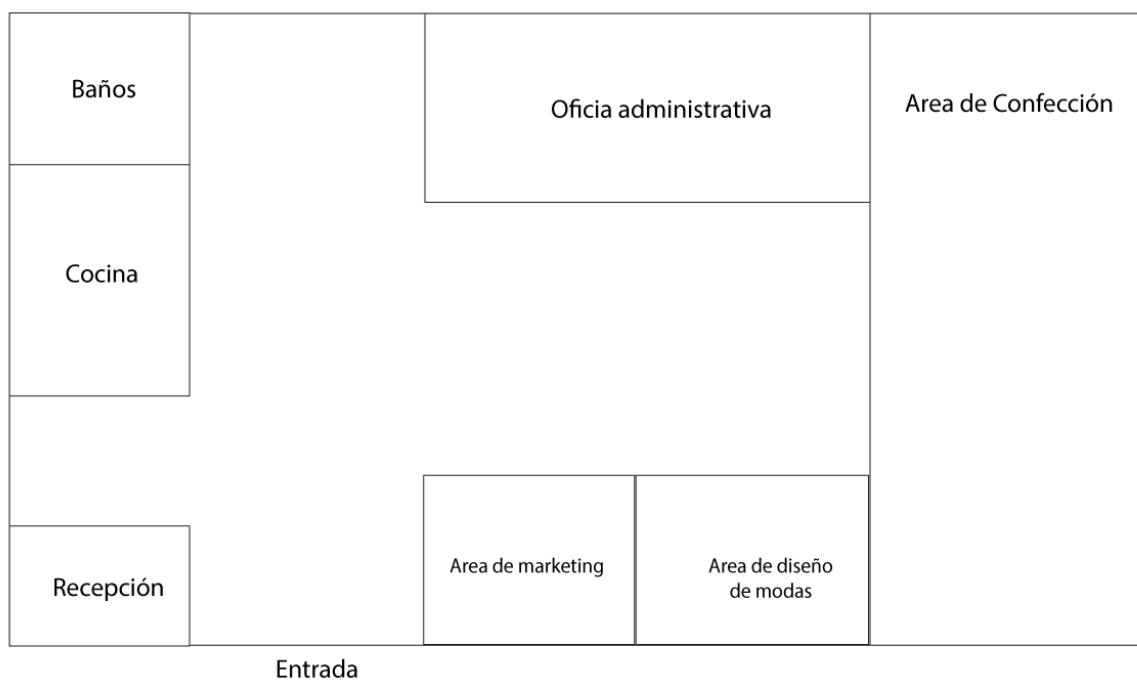 Baños
Oficia administrativa
Area de Confección
Cocina
Recepción
Area de marketing
Area de diseño
de modas
Entrada